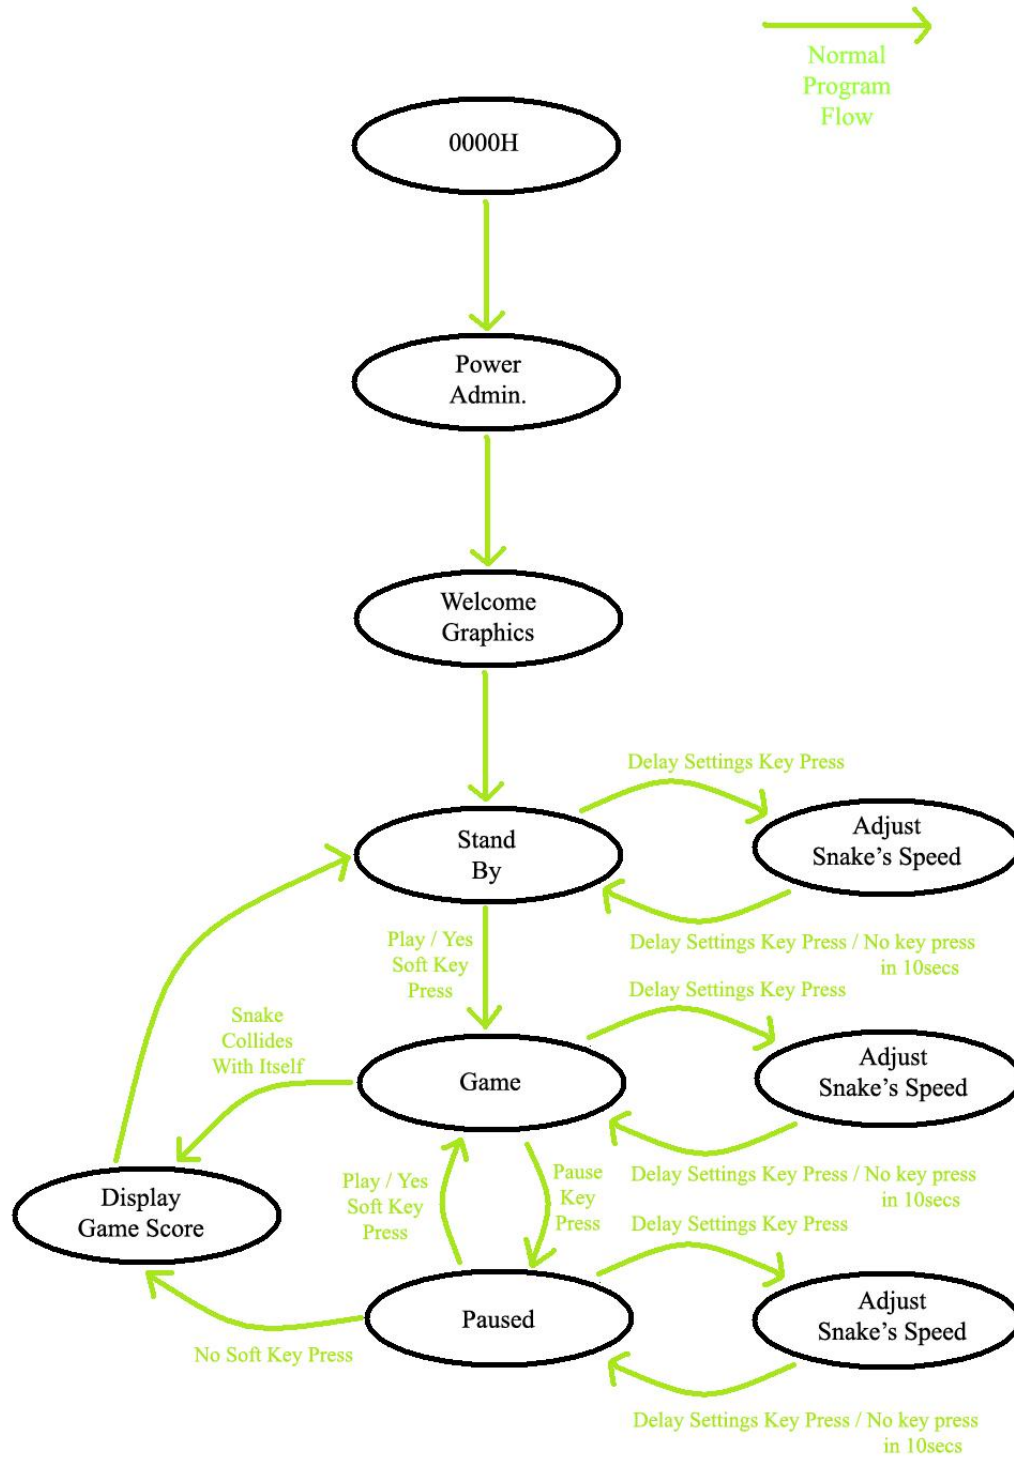 Normal
Program
Flow
0000H
Power
Admin.
Welcome
Graphics
Delay Settings Key Press
Stand
By
Adjust
Snake's Speed
Play / Yes
Soft Key
Press
Delay Settings Key Press / No key press
in 10secs
Delay Settings Key Press
Snake
Collides
With Itself
Game
Adjust
Snake's Speed
Play / Yes
Soft Key
Press
Pause
Key
Press
Delay Settings Key Press / No key press
in 10secs
Display
Game Score
Delay Settings Key Press
Paused
Adjust
Snake's Speed
No Soft Key Press
Delay Settings Key Press / No key press
in 10secs